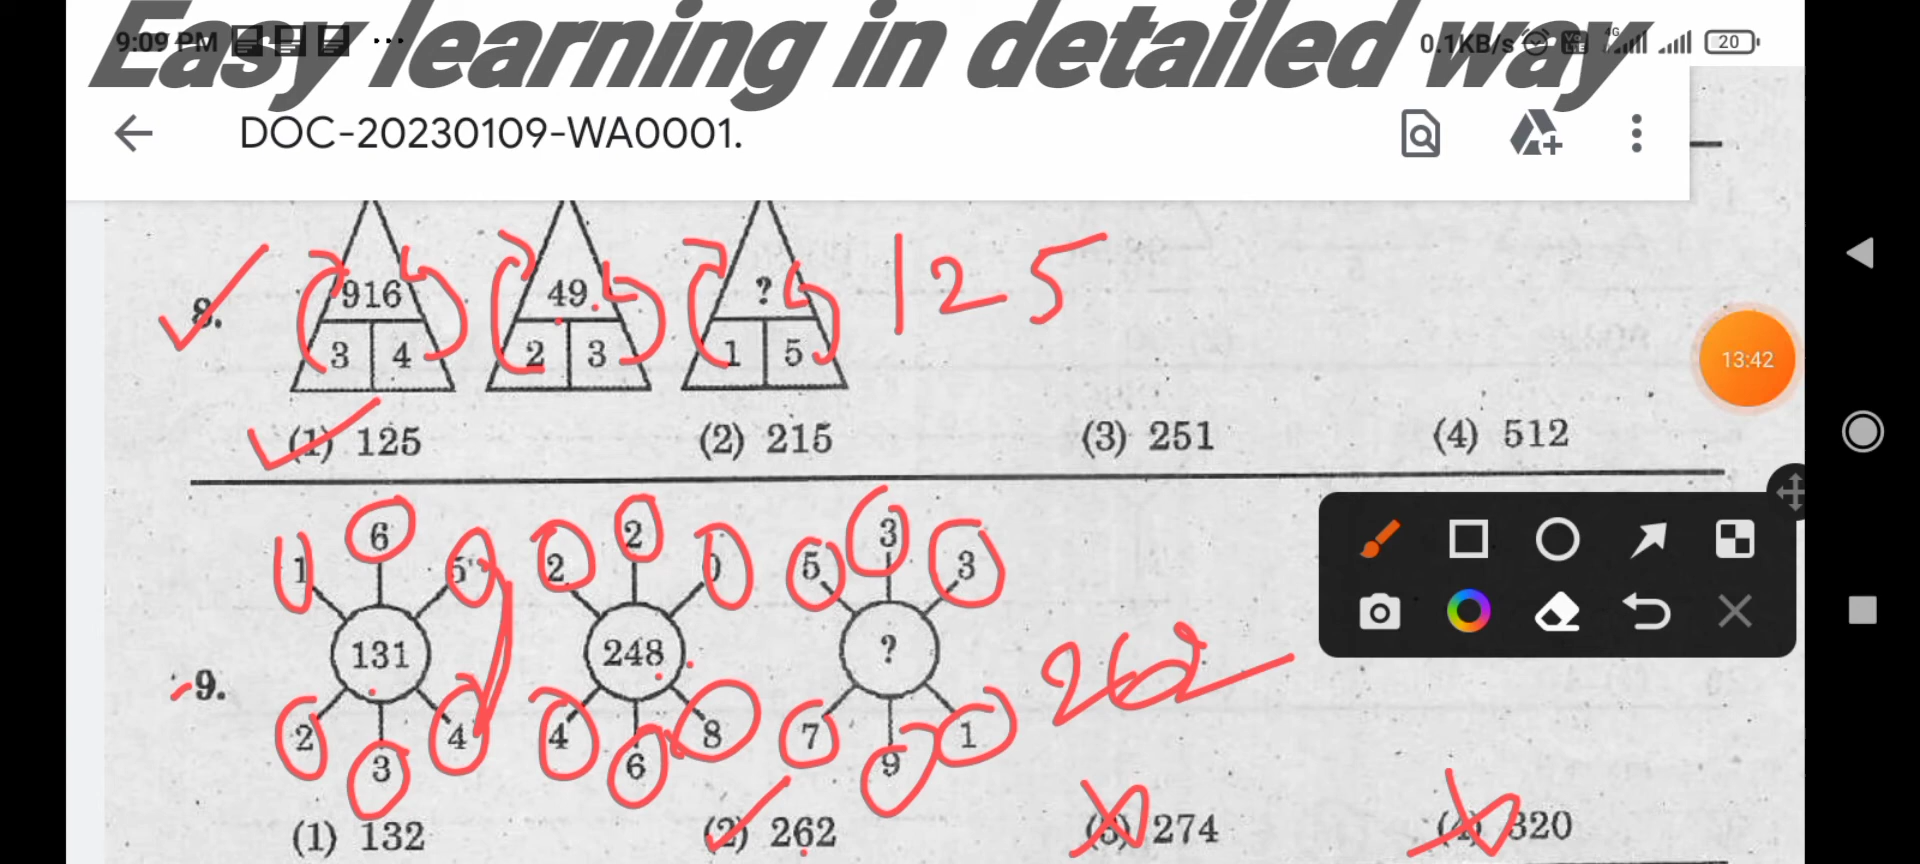 Easy learning in detailed way
9:09 PM ... 0.1KB/s 4G 20
DOC-20230109-WA0001.
8. 916 49 ? 125
3 4 2 3 1 5
13:42
(1) 125 (2) 215 (3) 251 (4) 512
1 6 5 2 2 0 5 3 3
9. 131 248 ? 262
2 3 4 4 6 8 7 9 1
(1) 132 (2) 262 (3) 274 (4) 320